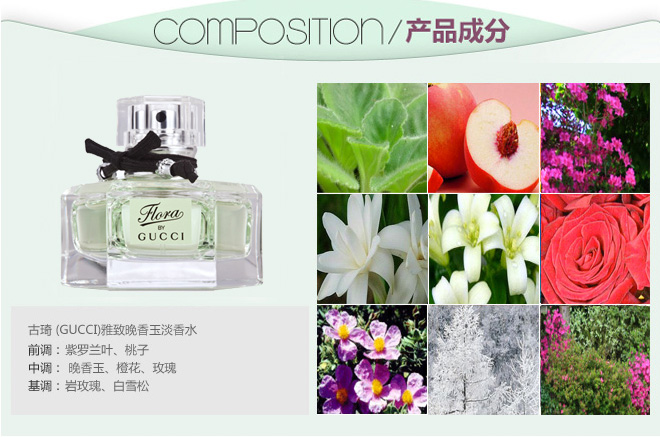 COMPOSITION/产品成分
Flora
BY
GUCCI
古琦 (GUCCI)雅致晚香玉淡香水
前调：紫罗兰叶、桃子
中调： 晚香玉、橙花、玫瑰
基调：岩玫瑰、白雪松